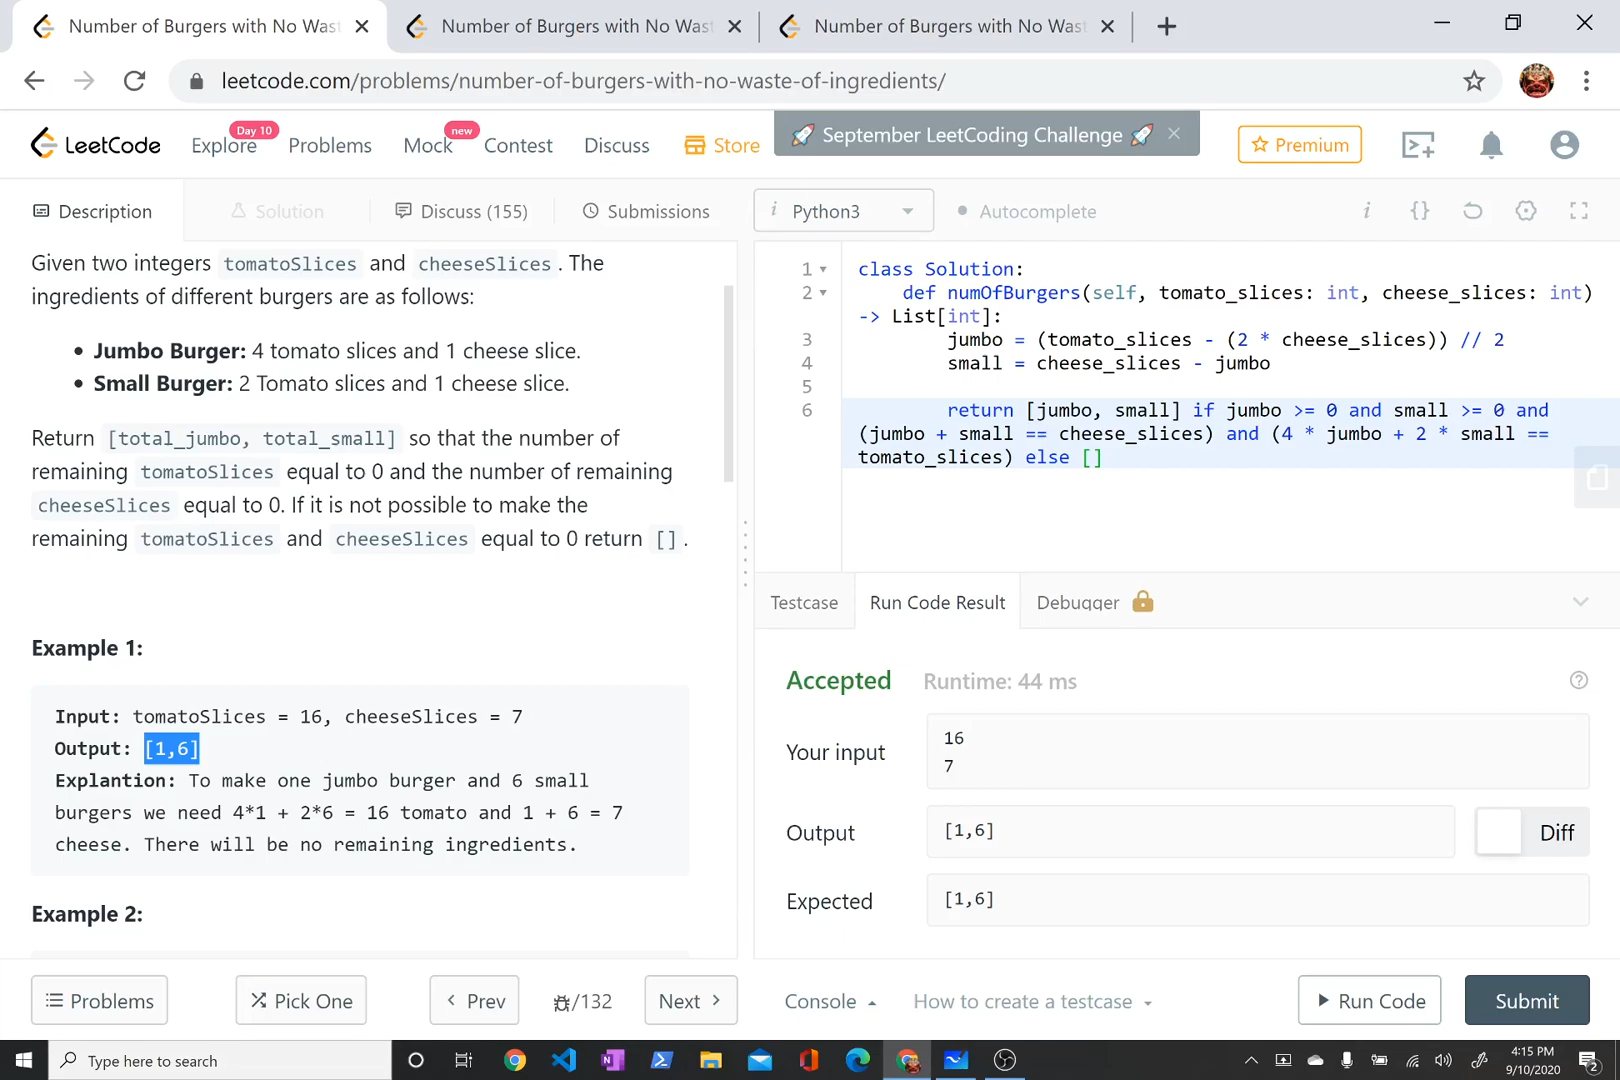 Number of Burgers with No Wast
Number of Burgers with No Wast
Number of Burgers with No Wast
leetcode.com/problems/number-of-burgers-with-no-waste-of-ingredients/
LeetCode
Explore
Day 10
Problems
Mock
new
Contest
Discuss
Store
🚀 September LeetCoding Challenge 🚀
Premium
Description
Solution
Discuss (155)
Submissions
i Python3
Autocomplete
i {}
Given two integers tomatoSlices and cheeseSlices. The
ingredients of different burgers are as follows:
• Jumbo Burger: 4 tomato slices and 1 cheese slice.
• Small Burger: 2 Tomato slices and 1 cheese slice.
Return [total_jumbo, total_small] so that the number of
remaining tomatoSlices equal to 0 and the number of remaining
cheeseSlices equal to 0. If it is not possible to make the
remaining tomatoSlices and cheeseSlices equal to 0 return [].
Example 1:
Input: tomatoSlices = 16, cheeseSlices = 7
Output: [1,6]
Explantion: To make one jumbo burger and 6 small
burgers we need 4*1 + 2*6 = 16 tomato and 1 + 6 = 7
cheese. There will be no remaining ingredients.
Example 2:
1 class Solution:
2 def numOfBurgers(self, tomato_slices: int, cheese_slices: int)
-> List[int]:
3 jumbo = (tomato_slices - (2 * cheese_slices)) // 2
4 small = cheese_slices - jumbo
5
6 return [jumbo, small] if jumbo >= 0 and small >= 0 and
(jumbo + small == cheese_slices) and (4 * jumbo + 2 * small ==
tomato_slices) else []
Testcase
Run Code Result
Debugger
Accepted
Runtime: 44 ms
Your input
16
7
Output
[1,6]
Diff
Expected
[1,6]
Problems
Pick One
Prev
/132
Next
Console
How to create a testcase
Run Code
Submit
Type here to search
4:15 PM
9/10/2020
2